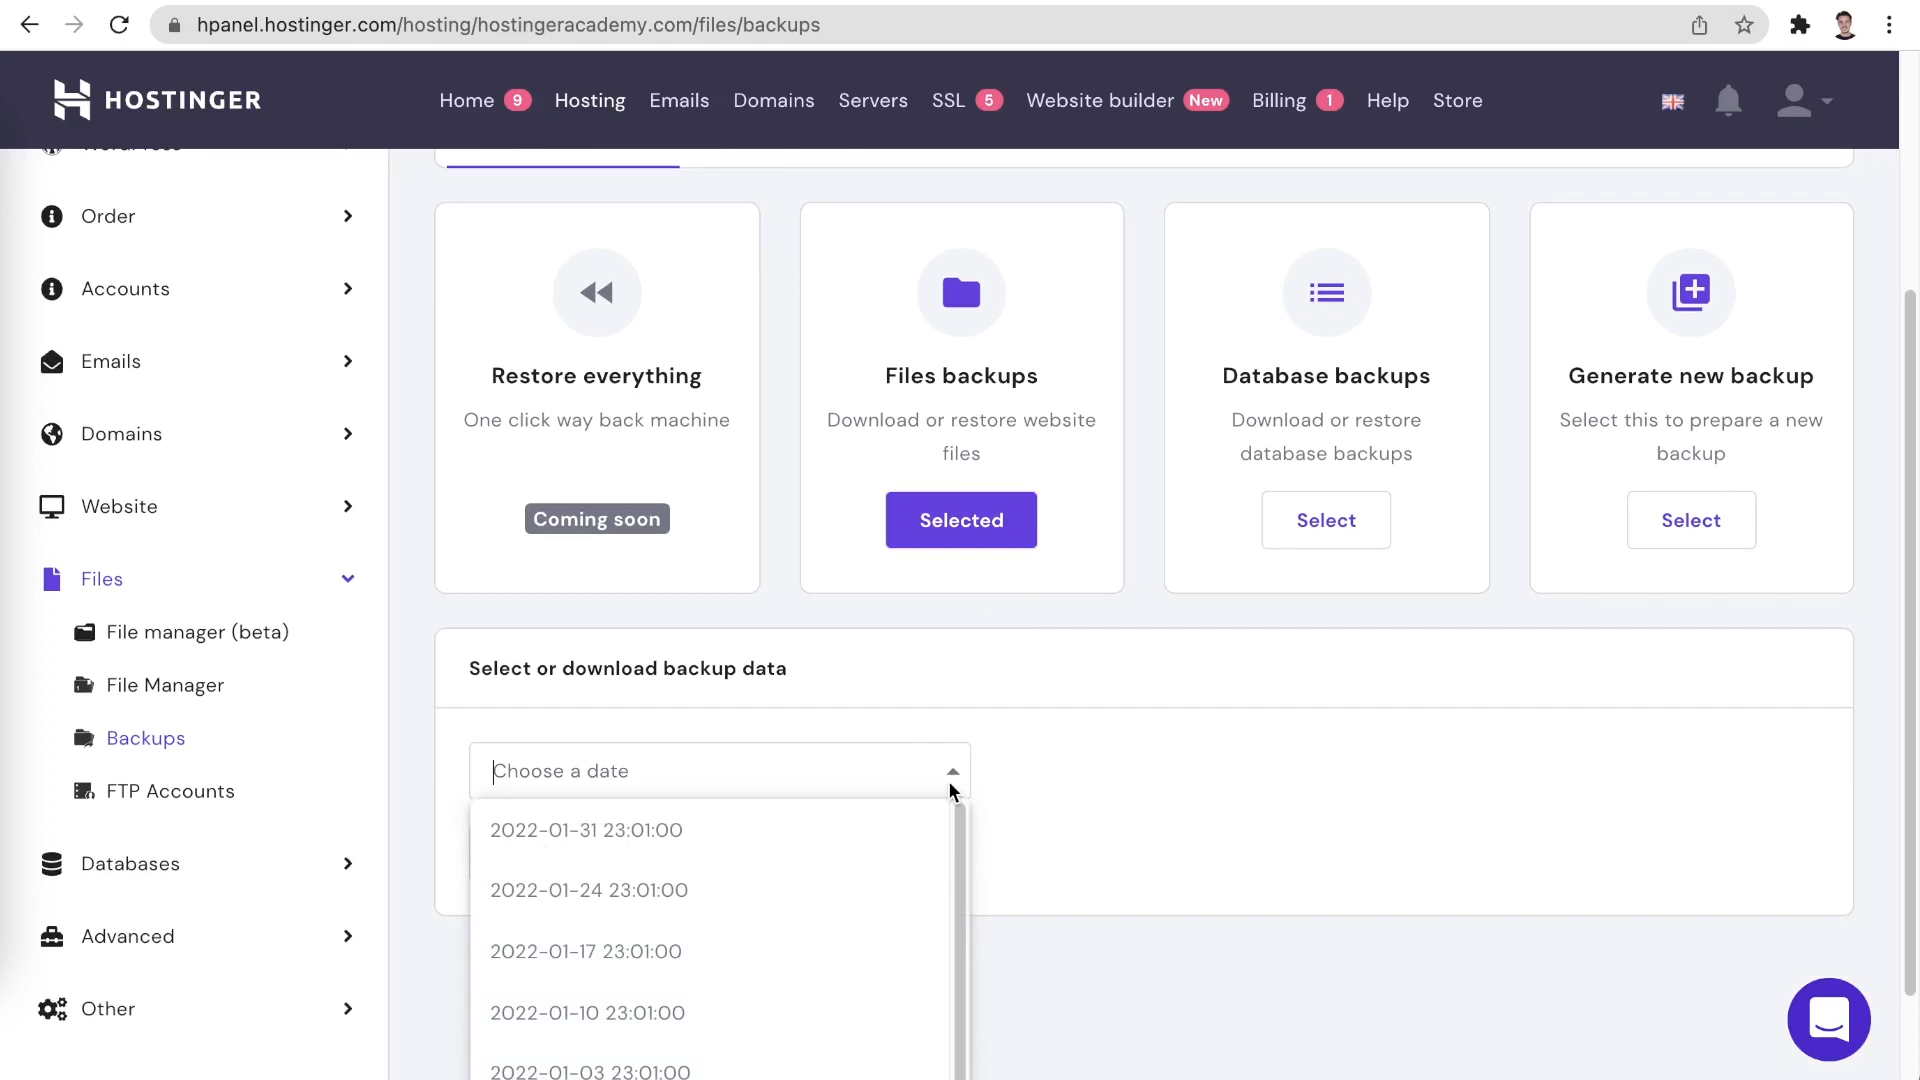 hpanel.hostinger.com/hosting/hostingeracademy.com/files/backups
HOSTINGER
Home 9 Hosting Emails Domains Servers SSL 5 Website builder New Billing 1 Help Store
WordPress
Order
Accounts
Emails
Domains
Website
Files
File manager (beta)
File Manager
Backups
FTP Accounts
Databases
Advanced
Other
Restore everything
One click way back machine
Coming soon
Files backups
Download or restore website
files
Selected
Database backups
Download or restore
database backups
Select
Generate new backup
Select this to prepare a new
backup
Select
Select or download backup data
Choose a date
2022-01-31 23:01:00
2022-01-24 23:01:00
2022-01-17 23:01:00
2022-01-10 23:01:00
2022-01-03 23:01:00